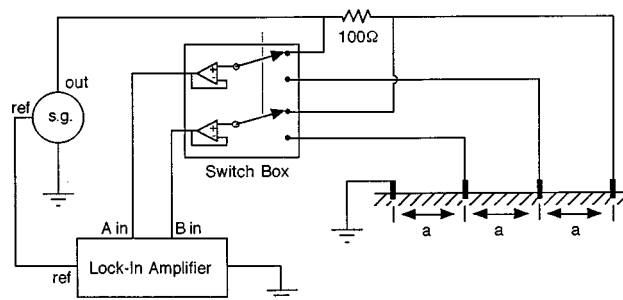 100Ω
out
ref
s.g.
+
-
+
-
Switch Box
A in
B in
ref
Lock-In Amplifier
a
a
a